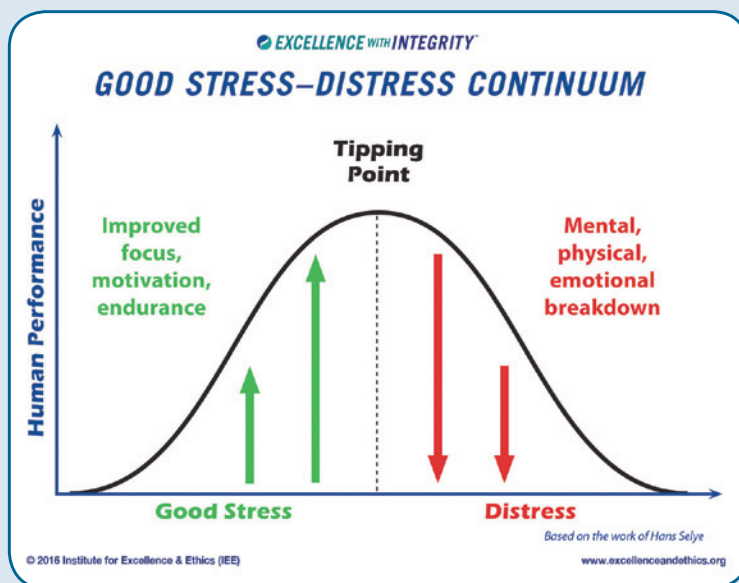 EXCELLENCE WITH INTEGRITY™
GOOD STRESS–DISTRESS CONTINUUM
Tipping
Point
Improved
focus,
motivation,
endurance
Mental,
physical,
emotional
breakdown
Human Performance
Good Stress
Distress
Based on the work of Hans Selye
© 2016 Institute for Excellence & Ethics (IEE)
www.excellenceandethics.org